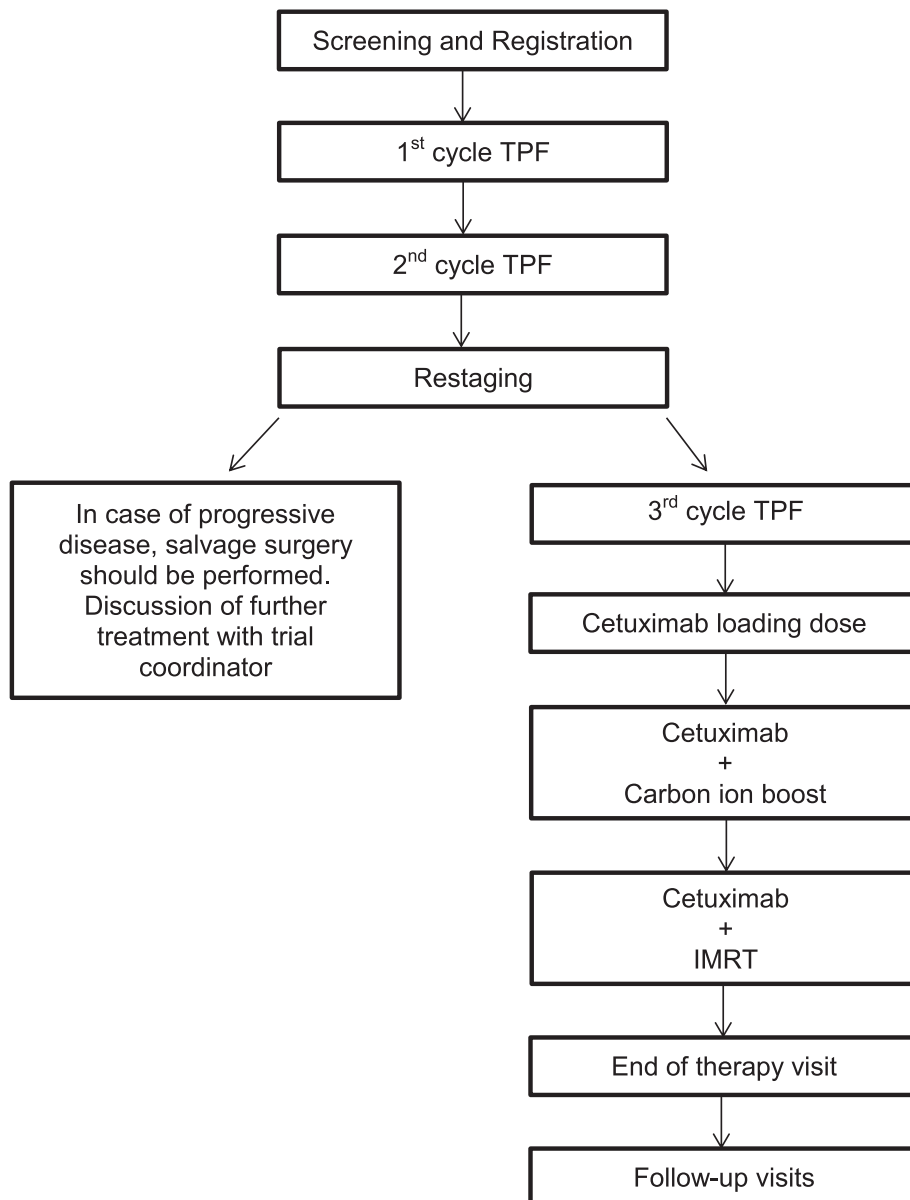 Screening and Registration
1st cycle TPF
2nd cycle TPF
Restaging
In case of progressive
disease, salvage surgery
should be performed.
Discussion of further
treatment with trial
coordinator
3rd cycle TPF
Cetuximab loading dose
Cetuximab
+
Carbon ion boost
Cetuximab
+
IMRT
End of therapy visit
Follow-up visits